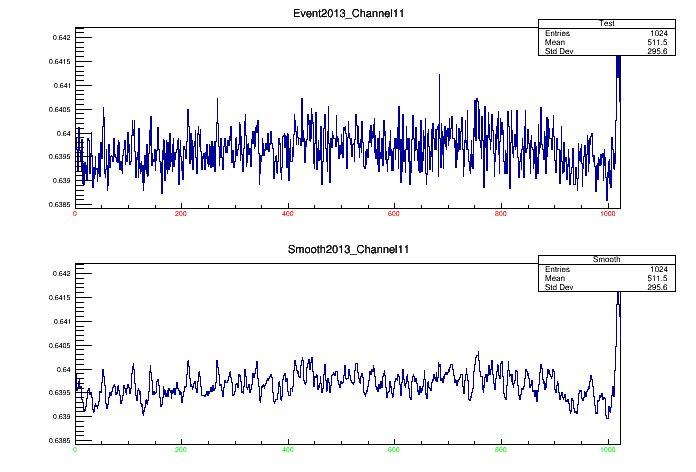 Event2013_Channel11
Test
Entries 1024
Mean 511.5
Std Dev 295.6
0.642
0.6415
0.641
0.6405
0.64
0.6395
0.639
0.6385
0 200 400 600 800 1000
Smooth2013_Channel11
Smooth
Entries 1024
Mean 511.5
Std Dev 295.6
0.642
0.6415
0.641
0.6405
0.64
0.6395
0.639
0.6385
0 200 400 600 800 1000